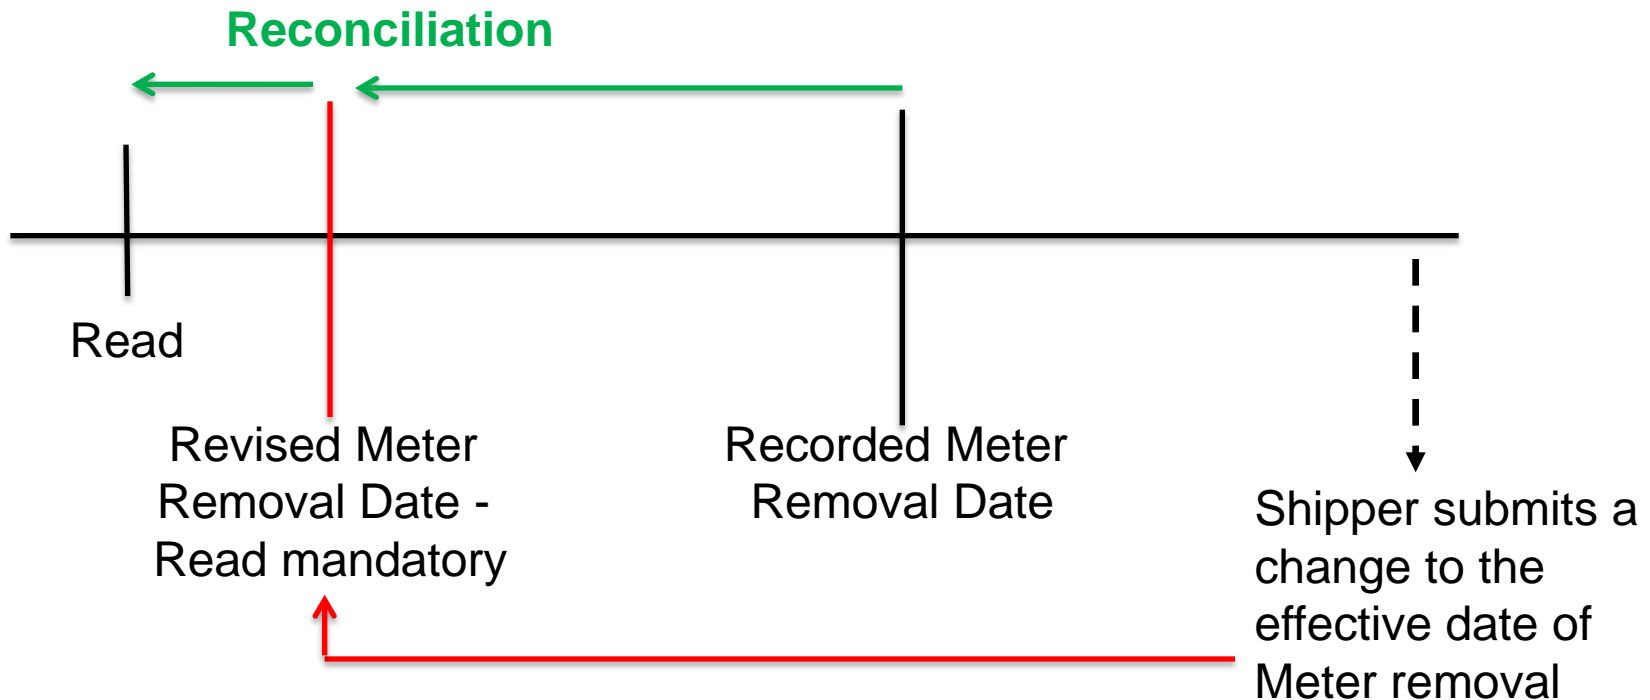 Reconciliation
Read
Revised Meter
Removal Date -
Read mandatory
Recorded Meter
Removal Date
Shipper submits a
change to the
effective date of
Meter removal